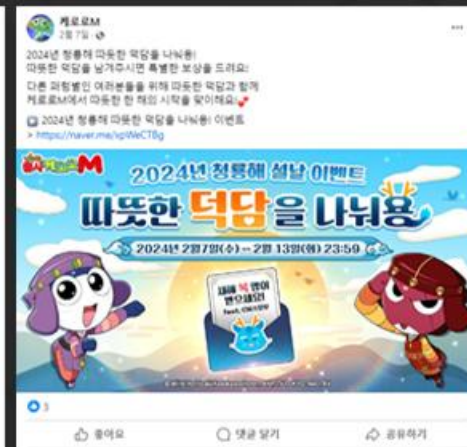 케로로M
2월 7일
2024년 청룡해 따뜻한 덕담을 나눠용!
따뜻한 덕담을 남겨주시면 특별한 보상을 드려요!
다른 퍼렁별인 여러분들을 위해 따뜻한 덕담과 함께
케로로M에서 따뜻한 한 해의 시작을 맞이해요!
2024년 청룡해 따뜻한 덕담을 나눠용! 이벤트
> https://naver.me/xpWeCTBg
케로로M
2024년 청룡해 설날 이벤트
따뜻한 덕담을 나눠용
2024년 2월7일(수) ~ 2월 13일(화) 23:59
새해 복 많이
받으세요!
3
좋아요
댓글 달기
공유하기